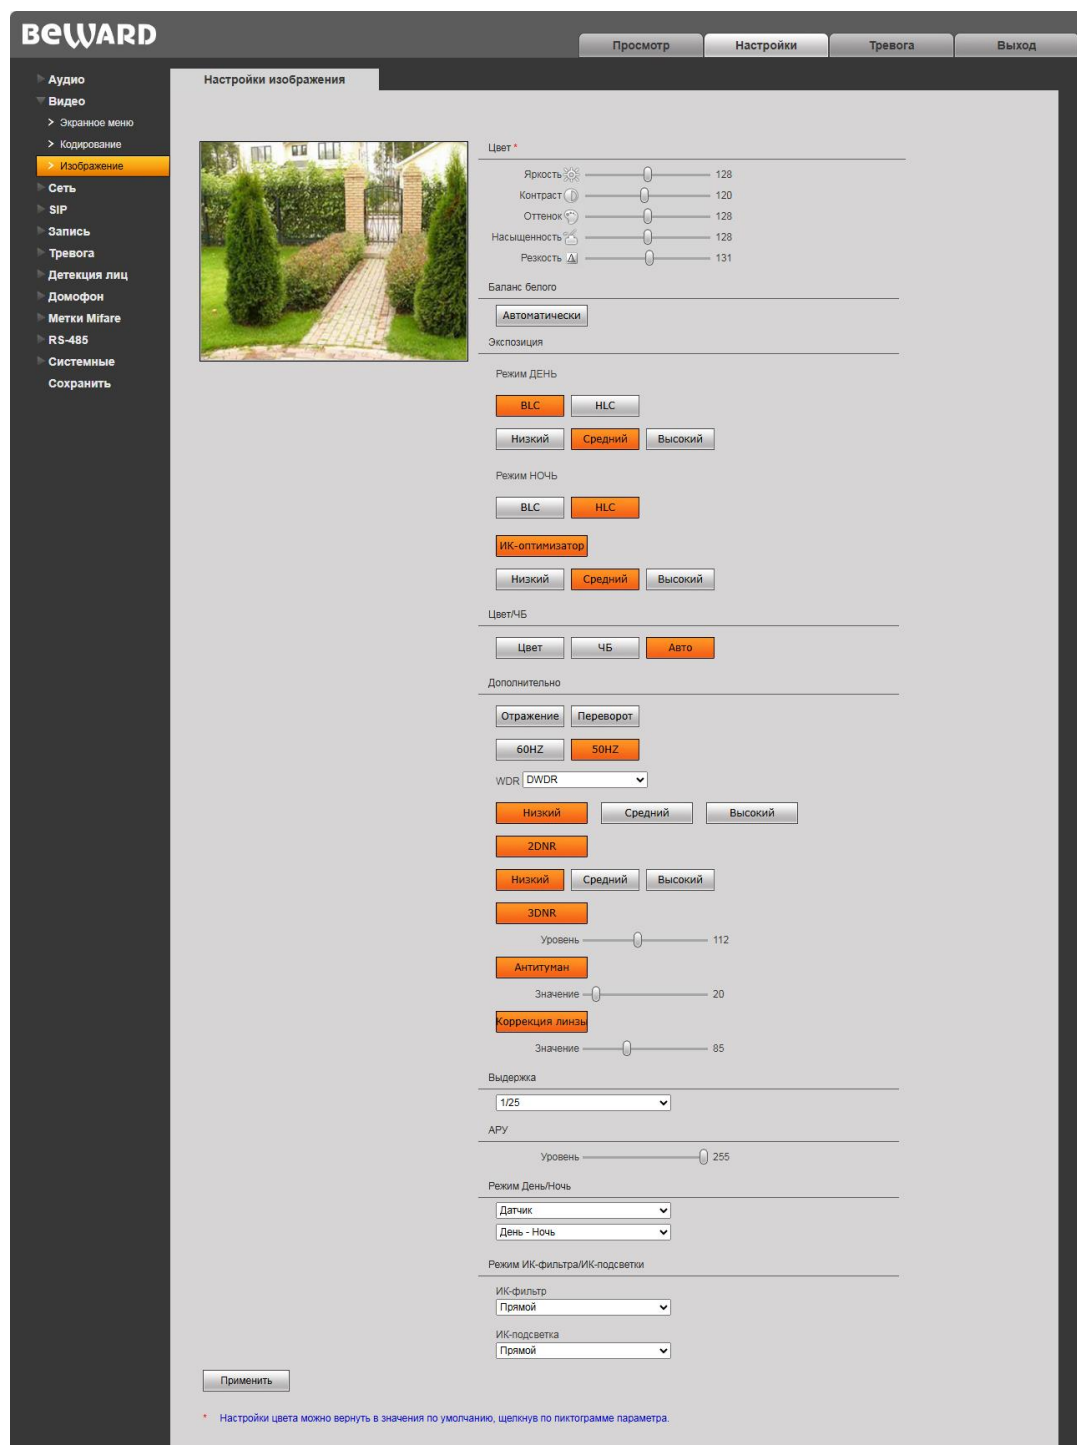 BEWARD
Просмотр Настройки Тревога Выход
Аудио
Видео
> Экранное меню
> Кодирование
> Изображение
Сеть
SIP
Запись
Тревога
Детекция лиц
Домофон
Метки Mifare
RS-485
Системные
Сохранить
Настройки изображения
Цвет *
Яркость 128
Контраст 120
Оттенок 128
Насыщенность 128
Резкость 131
Баланс белого
Автоматически
Экспозиция
Режим ДЕНЬ
BLC HLC
Низкий Средний Высокий
Режим НОЧЬ
BLC HLC
ИК-оптимизатор
Низкий Средний Высокий
Цвет/ЧБ
Цвет ЧБ Авто
Дополнительно
Отражение Переворот
60HZ 50HZ
WDR DWDR
Низкий Средний Высокий
2DNR
Низкий Средний Высокий
3DNR
Уровень 112
Антитуман
Значение 20
Коррекция линзы
Значение 85
Выдержка
1/25
АРУ
Уровень 255
Режим День/Ночь
Датчик
День - Ночь
Режим ИК-фильтра/ИК-подсветки
ИК-фильтр
Прямой
ИК-подсветка
Прямой
Применить
* Настройки цвета можно вернуть в значения по умолчанию, щелкнув по пиктограмме параметра.